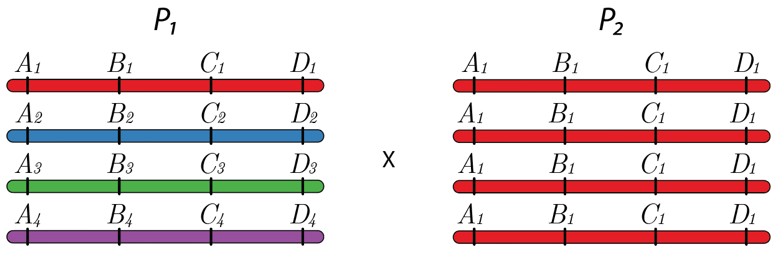 P₁ P₂
A₁ B₁ C₁ D₁ A₁ B₁ C₁ D₁
A₂ B₂ C₂ D₂ A₁ B₁ C₁ D₁
X
A₃ B₃ C₃ D₃ A₁ B₁ C₁ D₁
A₄ B₄ C₄ D₄ A₁ B₁ C₁ D₁